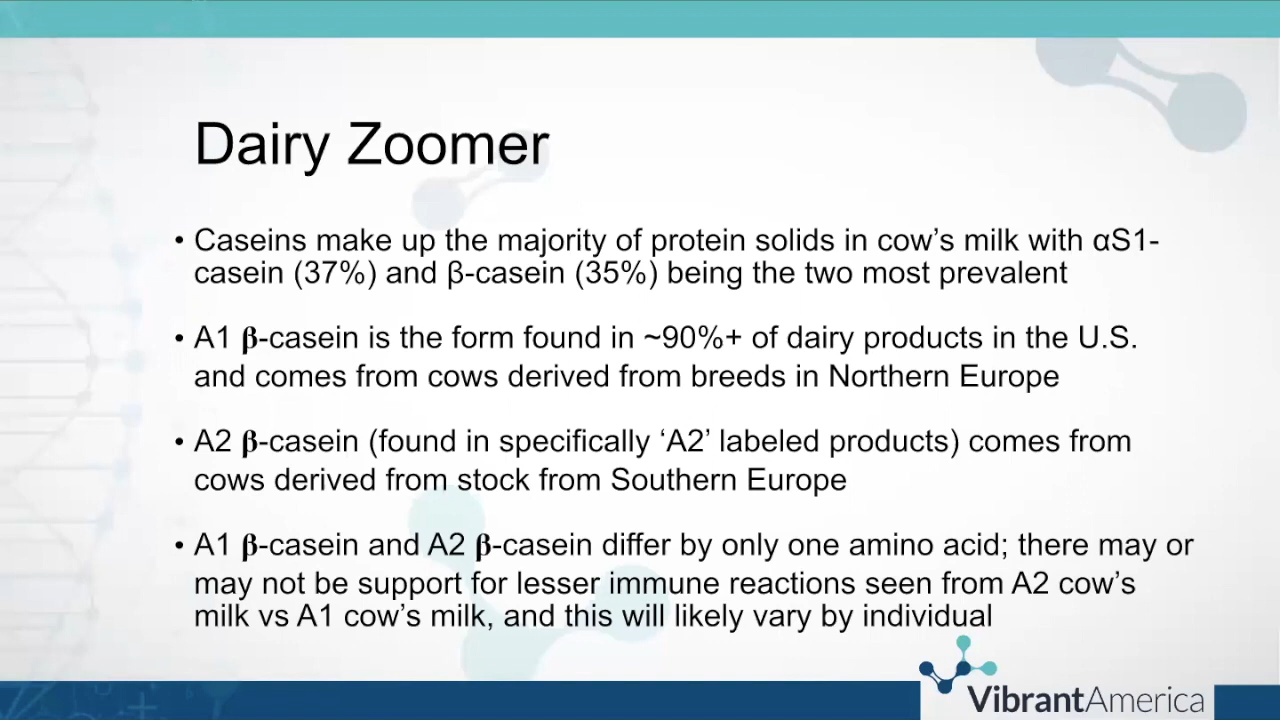 Dairy Zoomer
• Caseins make up the majority of protein solids in cow’s milk with αS1-
casein (37%) and β-casein (35%) being the two most prevalent
• A1 β-casein is the form found in ~90%+ of dairy products in the U.S.
and comes from cows derived from breeds in Northern Europe
• A2 β-casein (found in specifically ‘A2’ labeled products) comes from
cows derived from stock from Southern Europe
• A1 β-casein and A2 β-casein differ by only one amino acid; there may or
may not be support for lesser immune reactions seen from A2 cow’s
milk vs A1 cow’s milk, and this will likely vary by individual
VibrantAmerica